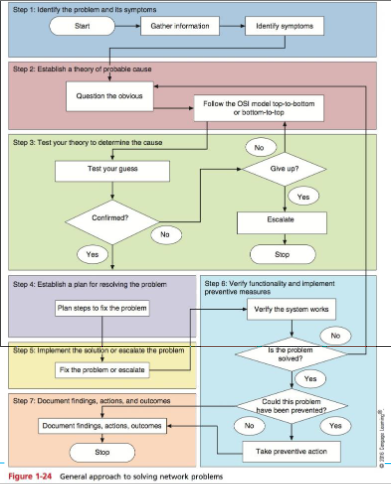 Step 1: Identify the problem and its symptoms
Start
Gather information
Identify symptoms
Step 2: Establish a theory of probable cause
Question the obvious
Follow the OSI model top-to-bottom
or bottom-to-top
Step 3: Test your theory to determine the cause
No
Test your guess
Give up?
Yes
Confirmed?
No
Escalate
Yes
Stop
Step 4: Establish a plan for resolving the problem
Plan steps to fix the problem
Step 5: Implement the solution or escalate the problem
Fix the problem or escalate
Step 6: Verify functionality and implement
preventive measures
Verify the system works
No
Is the problem
solved?
Yes
Could this problem
have been prevented?
No
Yes
Take preventive action
Step 7: Document findings, actions, and outcomes
Document findings, actions, outcomes
Stop
© 2016 Cengage Learning®
Figure 1-24 General approach to solving network problems